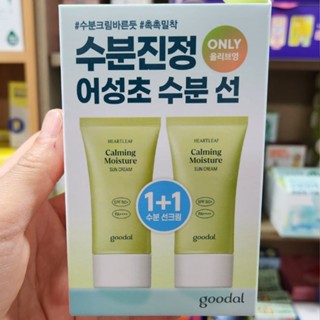 #수분크림바른듯 #촉촉밀착
수분진정
어성초 수분 선
ONLY
올리브영
HEARTLEAF
Calming
Moisture
SUN CREAM
goodal
HEARTLEAF
Calming
Moisture
SUN CREAM
goodal
1+1
수분 선크림
goodal